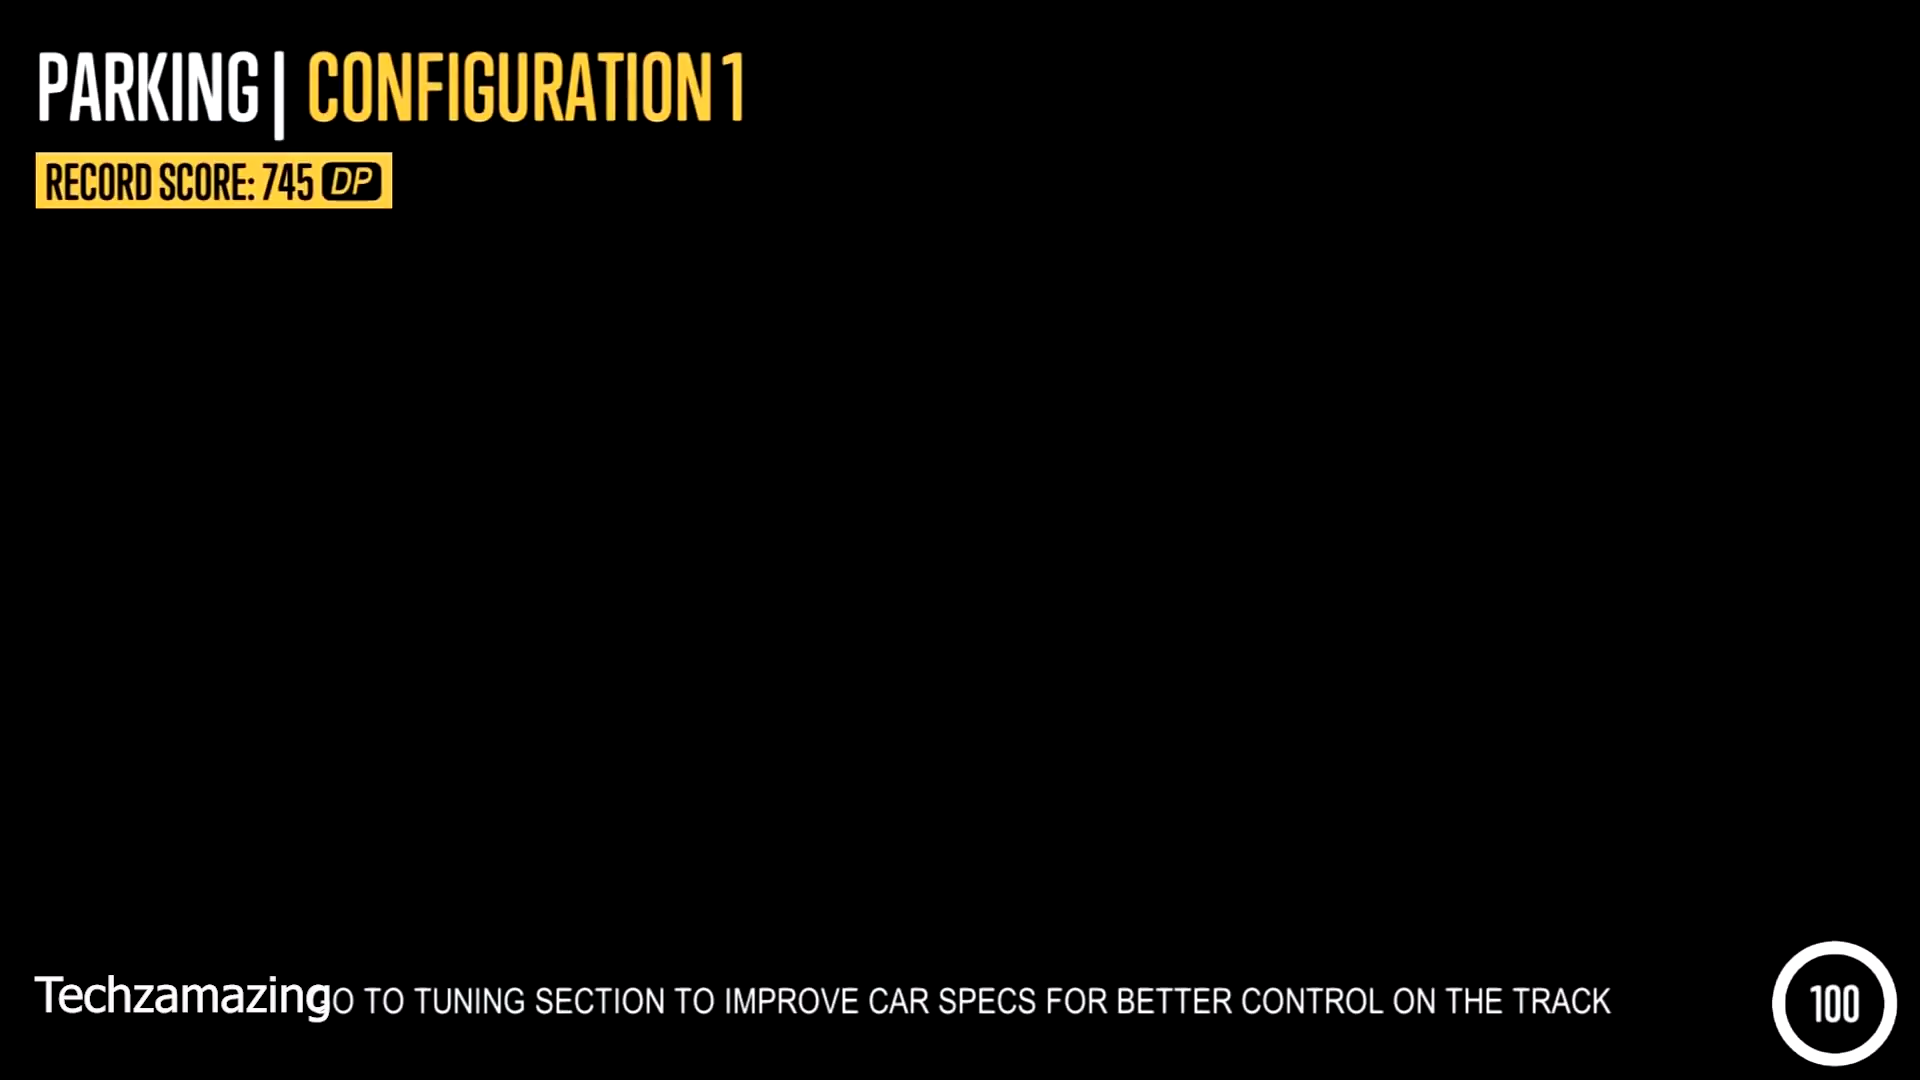 PARKING| CONFIGURATION 1
RECORD SCORE: 745 DP
Techzamazing
TO TUNING SECTION TO IMPROVE CAR SPECS FOR BETTER CONTROL ON THE TRACK
100